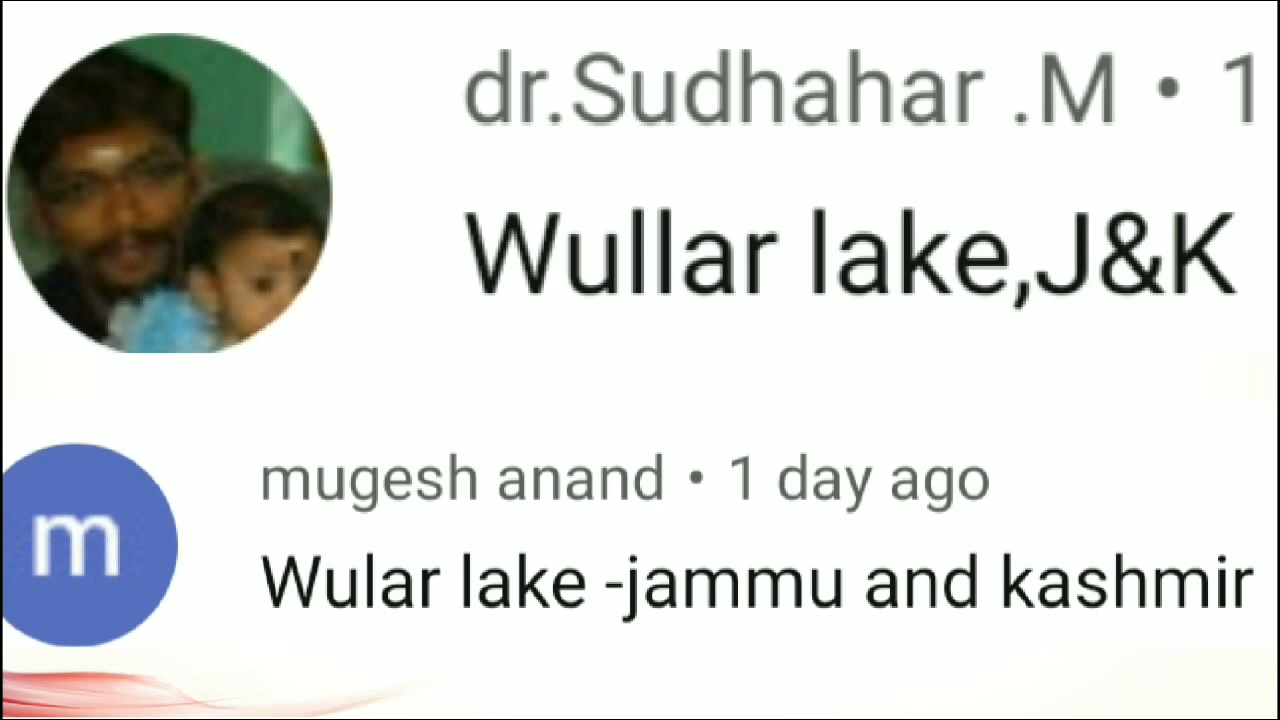 dr.Sudhahar .M • 1
Wullar lake,J&K
m
mugesh anand • 1 day ago
Wular lake -jammu and kashmir